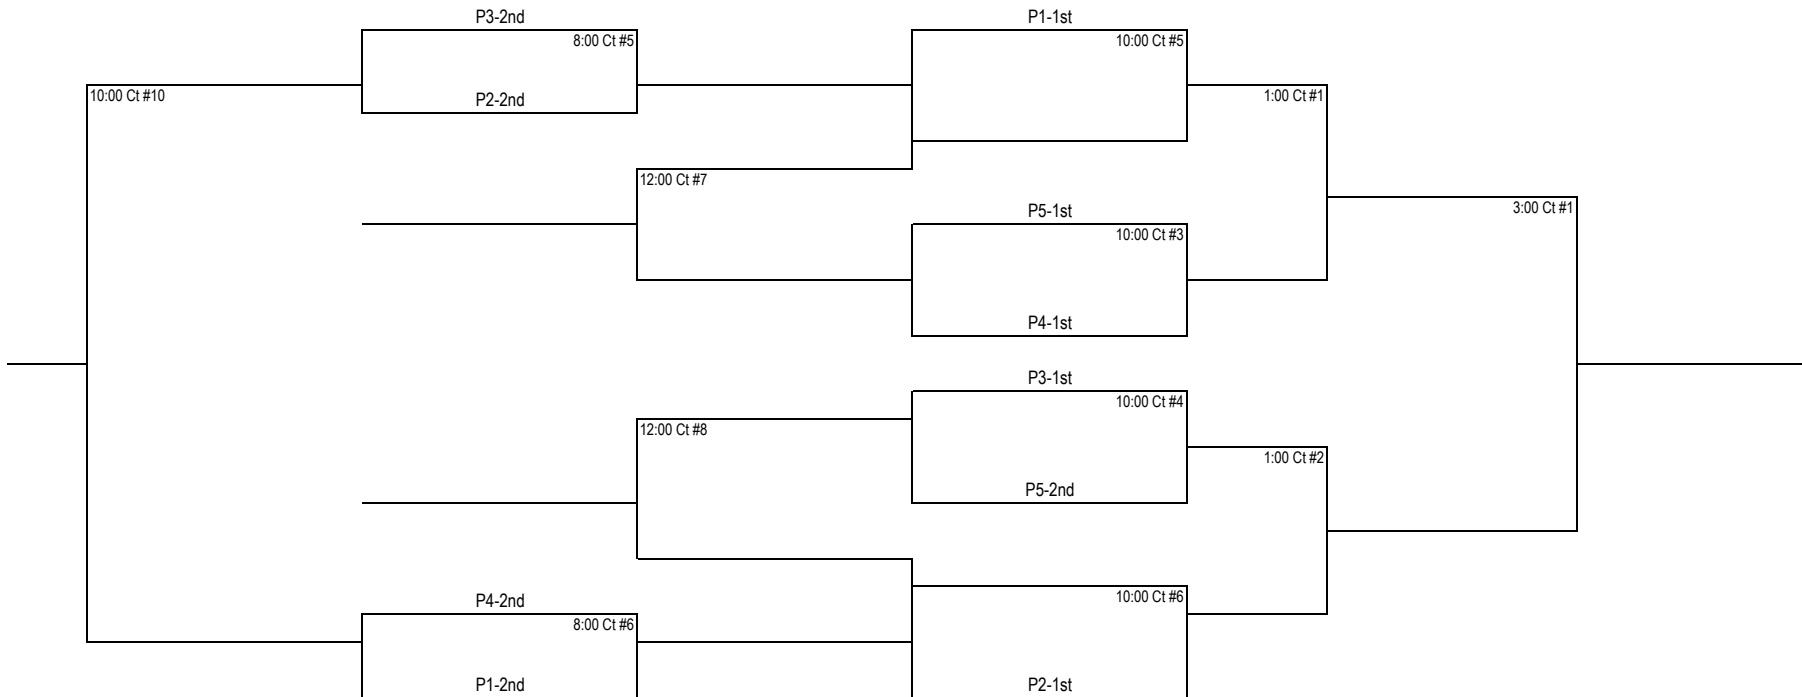 P3-2nd
P1-1st
8:00 Ct #5
10:00 Ct #5
10:00 Ct #10
P2-2nd
1:00 Ct #1
12:00 Ct #7
P5-1st
3:00 Ct #1
10:00 Ct #3
P4-1st
P3-1st
10:00 Ct #4
12:00 Ct #8
1:00 Ct #2
P5-2nd
P4-2nd
10:00 Ct #6
8:00 Ct #6
P1-2nd
P2-1st